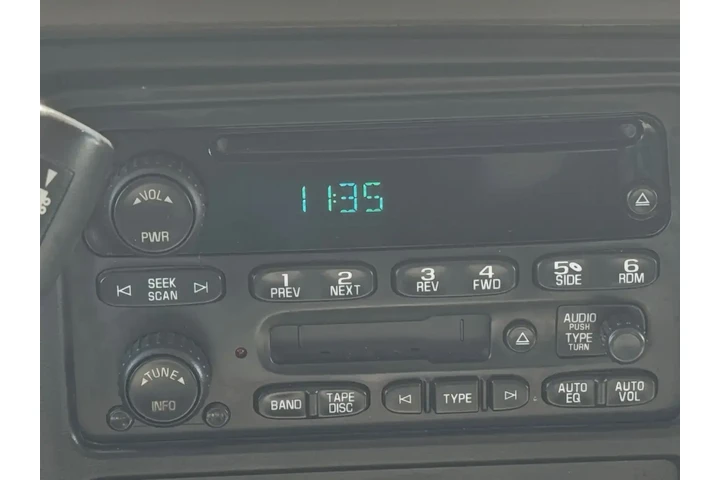 11:35
VOL
PWR
SEEK
SCAN
1
PREV
2
NEXT
3
REV
4
FWD
5
SIDE
6
RDM
AUDIO
PUSH
TYPE
TURN
TUNE
INFO
BAND
TAPE
DISC
TYPE
AUTO
EQ
AUTO
VOL